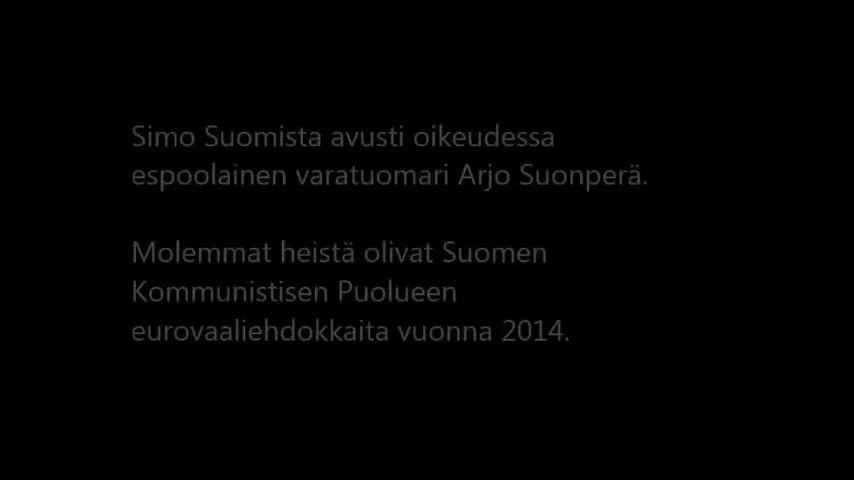 Simo Suomista avusti oikeudessa
espoolainen varatuomari Arjo Suonperä.
Molemmat heistä olivat Suomen
Kommunistisen Puolueen
eurovaaliehdokkaita vuonna 2014.